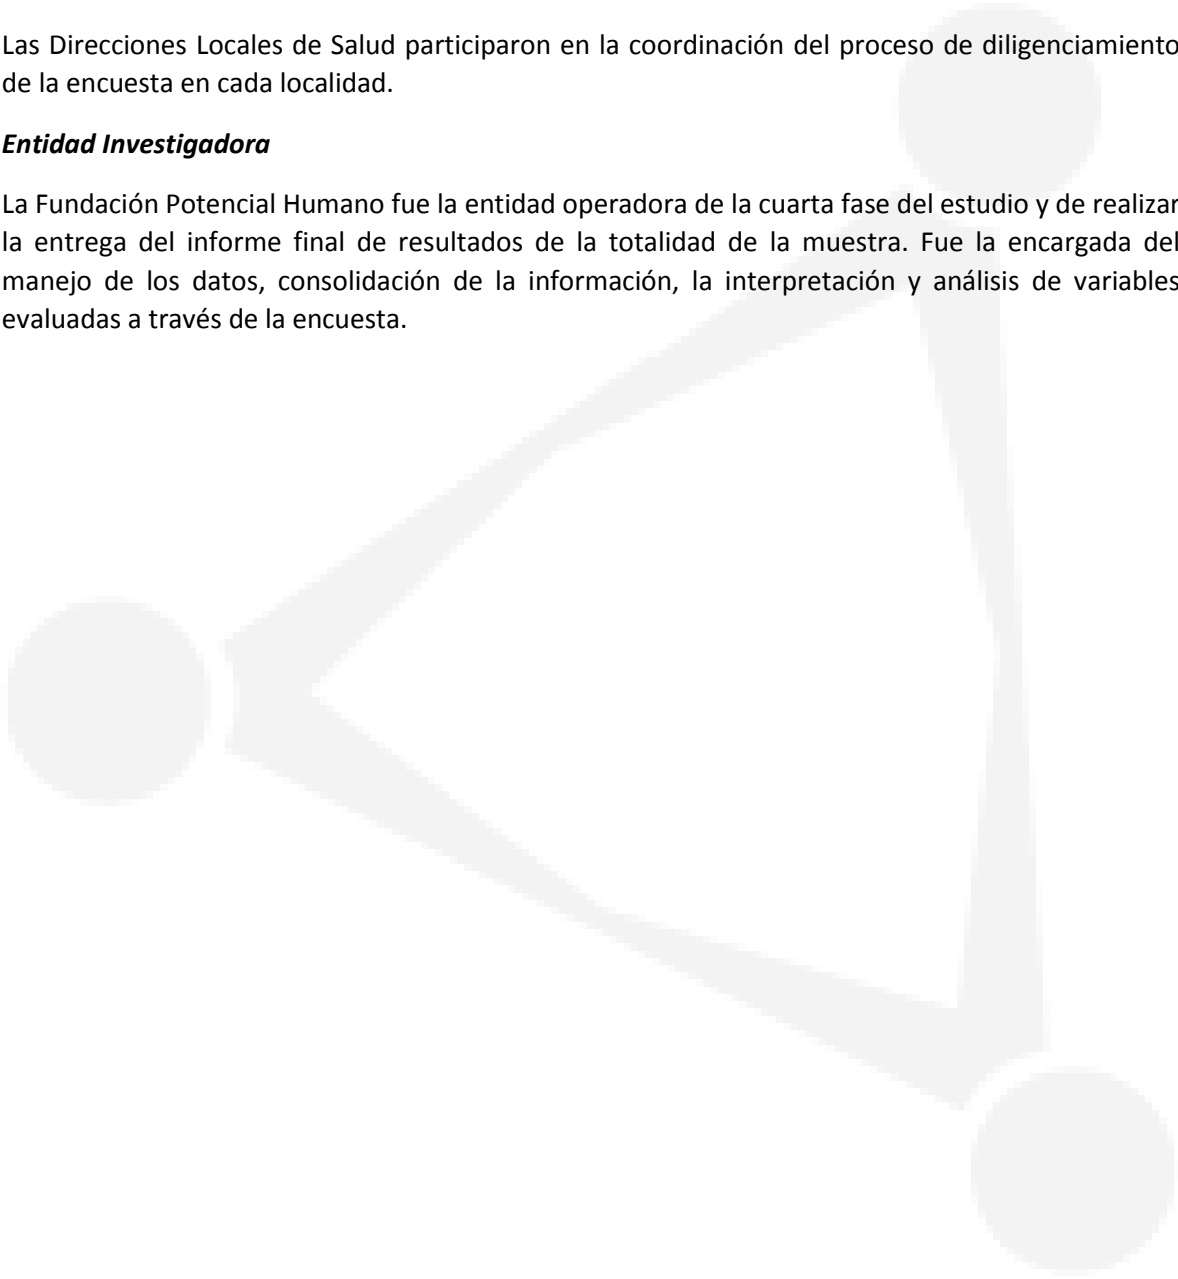 Las Direcciones Locales de Salud participaron en la coordinación del proceso de diligenciamiento
de la encuesta en cada localidad.
Entidad Investigadora
La Fundación Potencial Humano fue la entidad operadora de la cuarta fase del estudio y de realizar
la entrega del informe final de resultados de la totalidad de la muestra. Fue la encargada del
manejo de los datos, consolidación de la información, la interpretación y análisis de variables
evaluadas a través de la encuesta.